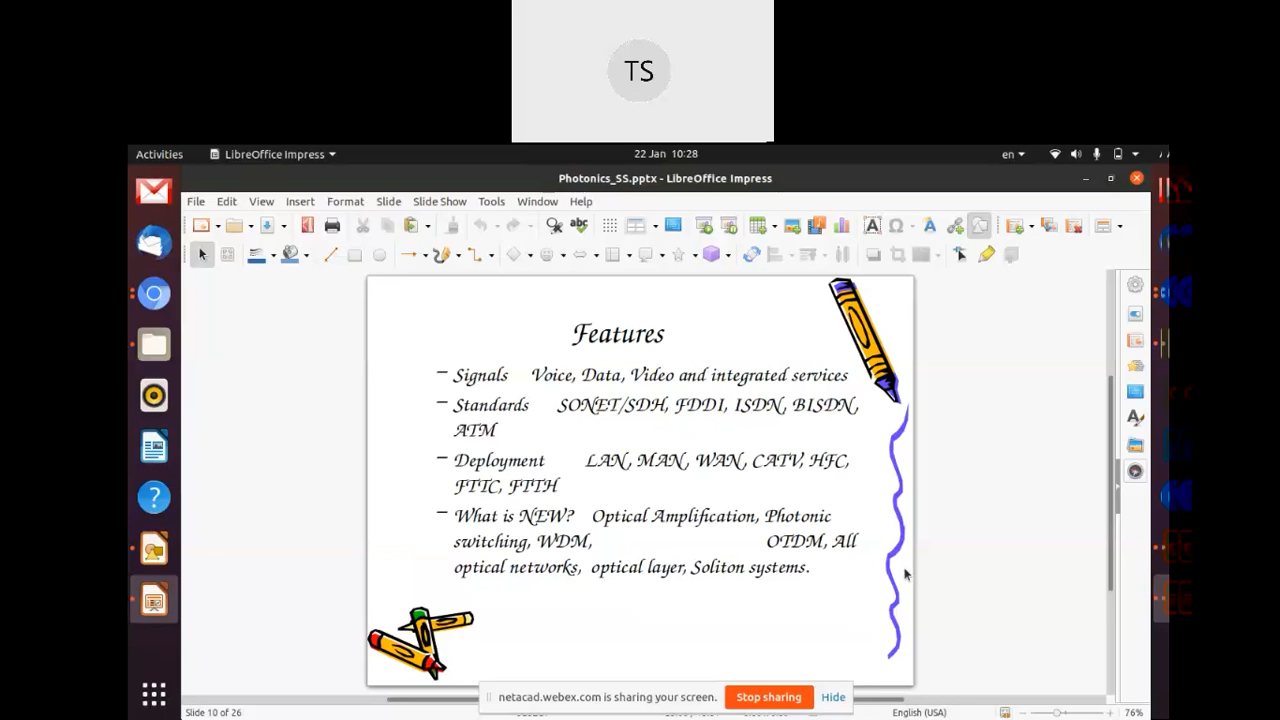 TS
Activities LibreOffice Impress 22 Jan 10:28 en
Photonics_SS.pptx - LibreOffice Impress
File Edit View Insert Format Slide Slide Show Tools Window Help
Features
– Signals Voice, Data, Video and integrated services
– Standards SONET/SDH, FDDI, ISDN, BISDN,
ATM
– Deployment LAN, MAN, WAN, CATV, HFC,
FTTC, FTTH
– What is NEW? Optical Amplification, Photonic
switching, WDM, OTDM, All
optical networks, optical layer, Soliton systems.
netacad.webex.com is sharing your screen. Stop sharing Hide
Slide 10 of 26 English (USA) 76%